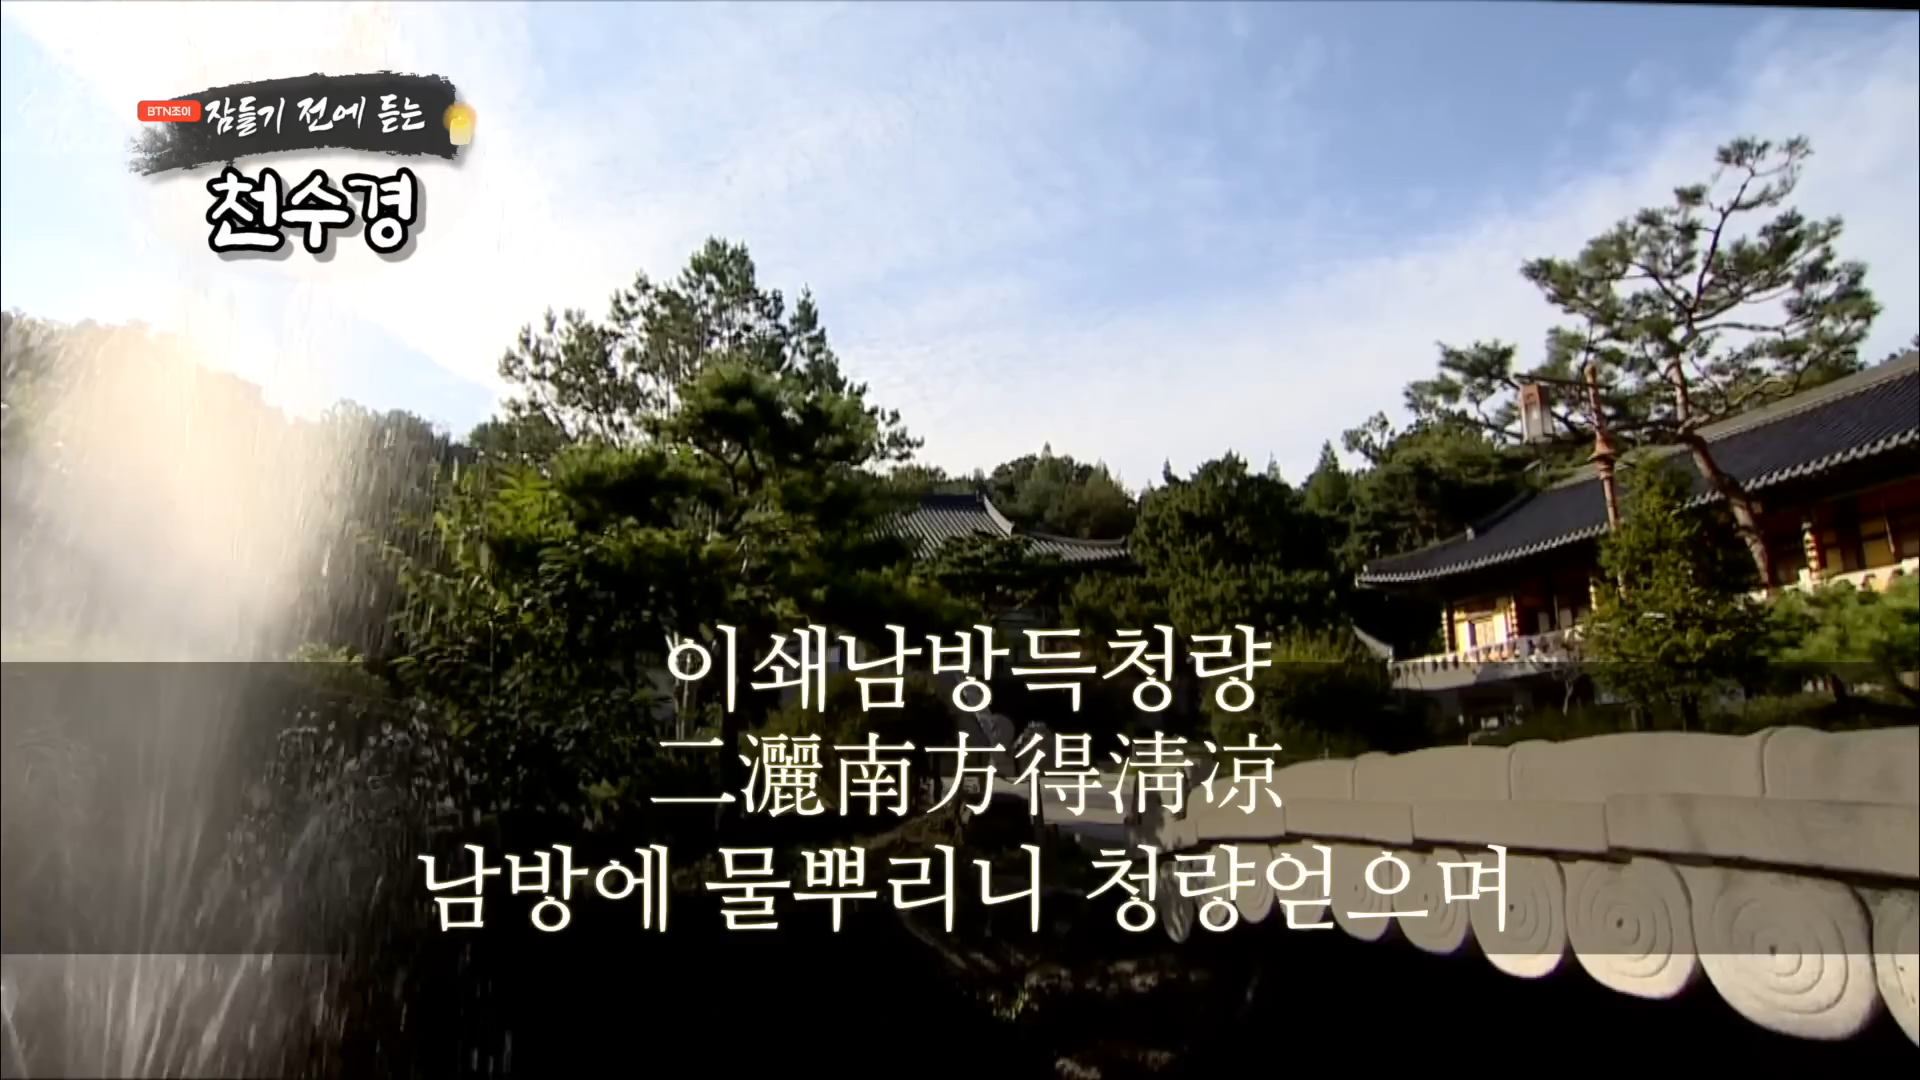 BTN조이 잠들기 전에 듣는
천수경
이쇄남방득청량
二灑南方得淸凉
남방에 물뿌리니 청량얻으며